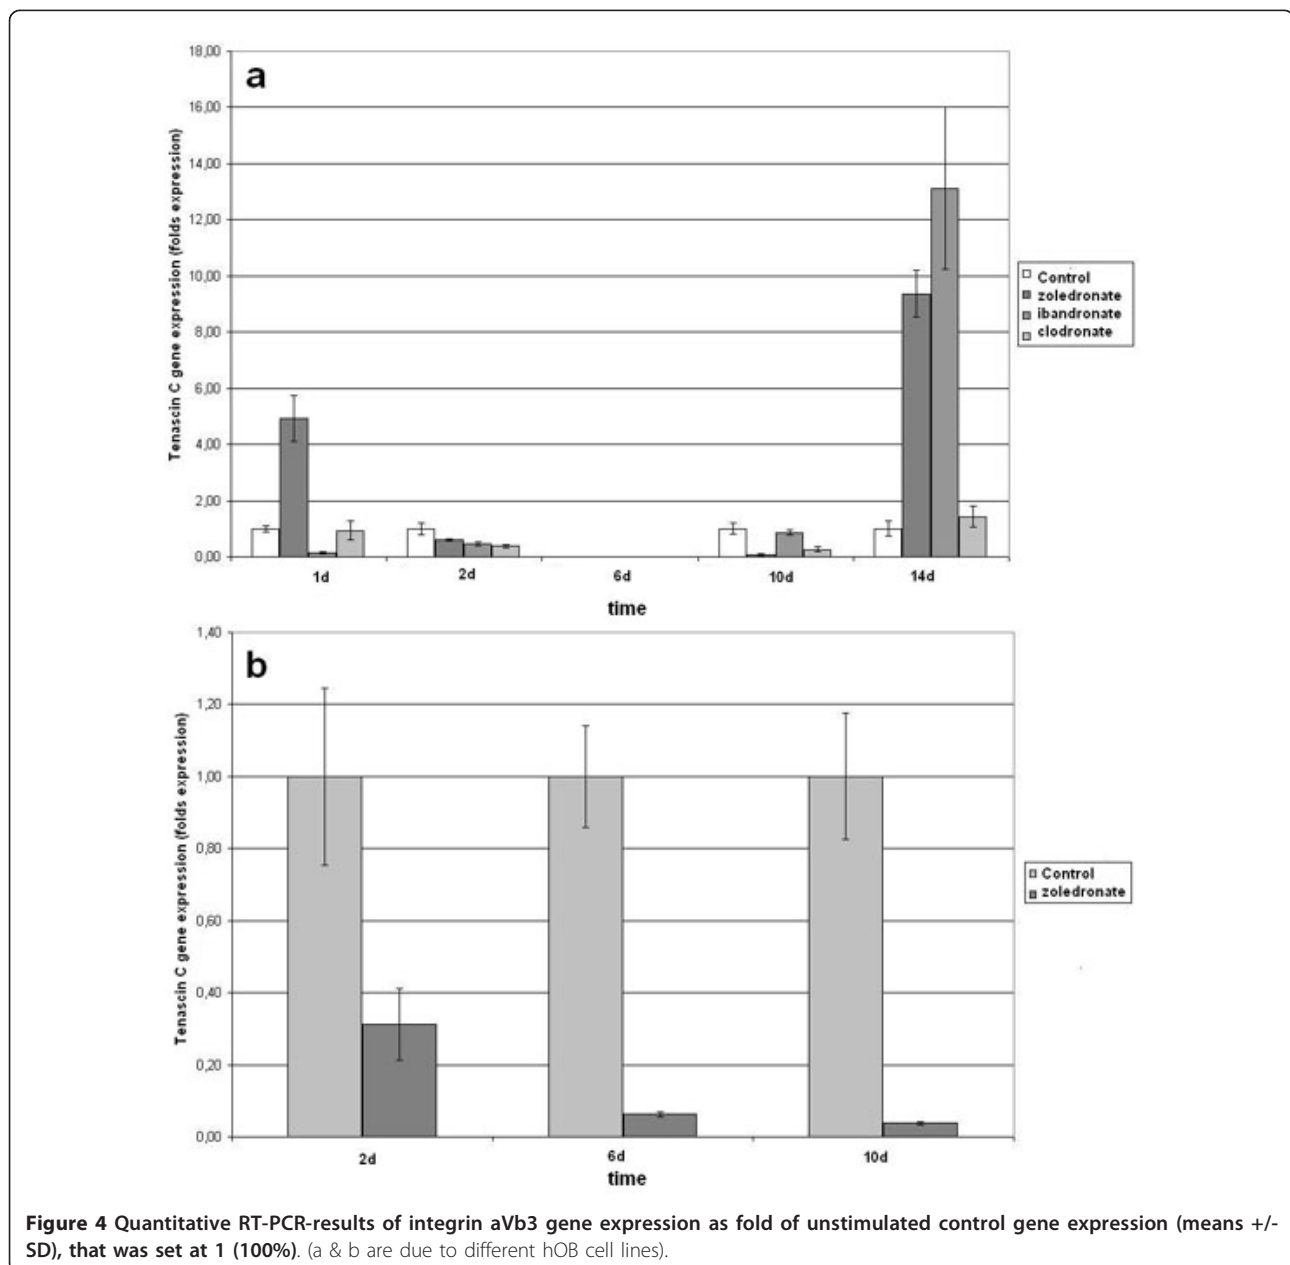 a
18,00
16,00
14,00
12,00
10,00
8,00
6,00
4,00
2,00
0,00
Tenascin C gene expression (folds expression)
1d 2d 6d 10d 14d
time
Control
zoledronate
ibandronate
clodronate
b
1,40
1,20
1,00
0,80
0,60
0,40
0,20
0,00
Tenascin C gene expression (folds expression)
2d 6d 10d
time
Control
zoledronate
Figure 4 Quantitative RT-PCR-results of integrin aVb3 gene expression as fold of unstimulated control gene expression (means +/-
SD), that was set at 1 (100%). (a & b are due to different hOB cell lines).